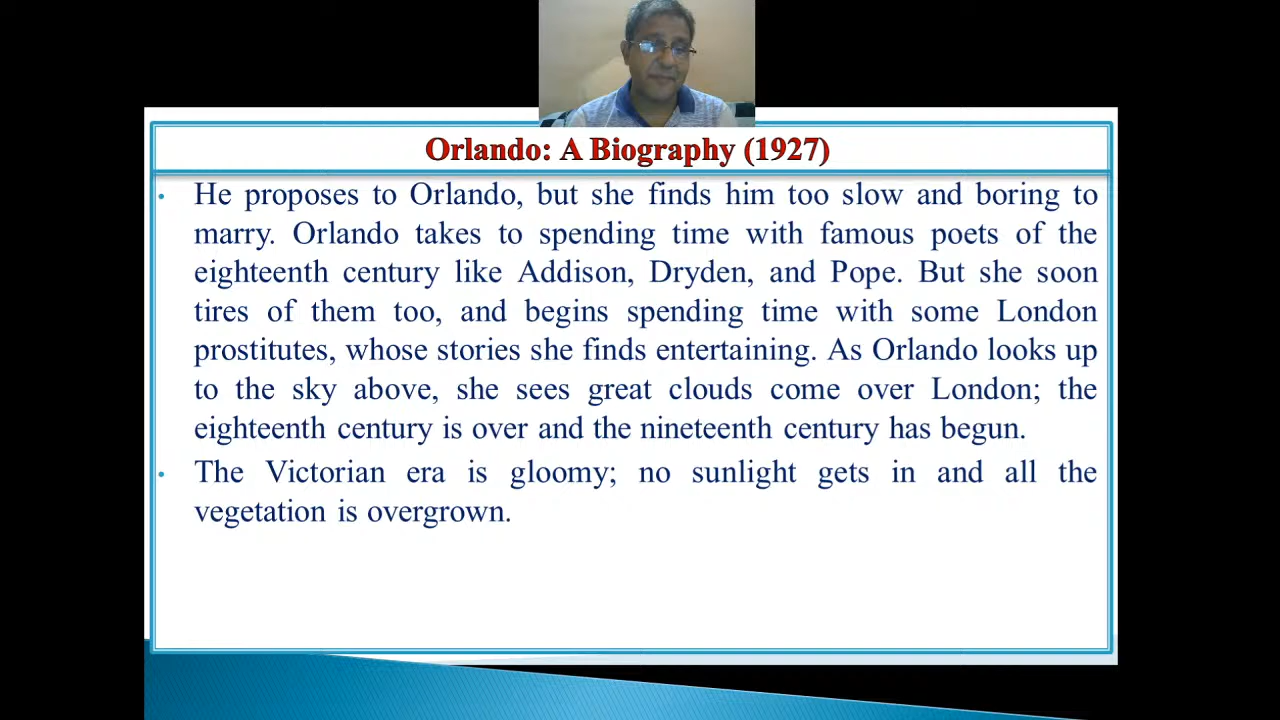 Orlando: A Biography (1927)
• He proposes to Orlando, but she finds him too slow and boring to
marry. Orlando takes to spending time with famous poets of the
eighteenth century like Addison, Dryden, and Pope. But she soon
tires of them too, and begins spending time with some London
prostitutes, whose stories she finds entertaining. As Orlando looks up
to the sky above, she sees great clouds come over London; the
eighteenth century is over and the nineteenth century has begun.
• The Victorian era is gloomy; no sunlight gets in and all the
vegetation is overgrown.